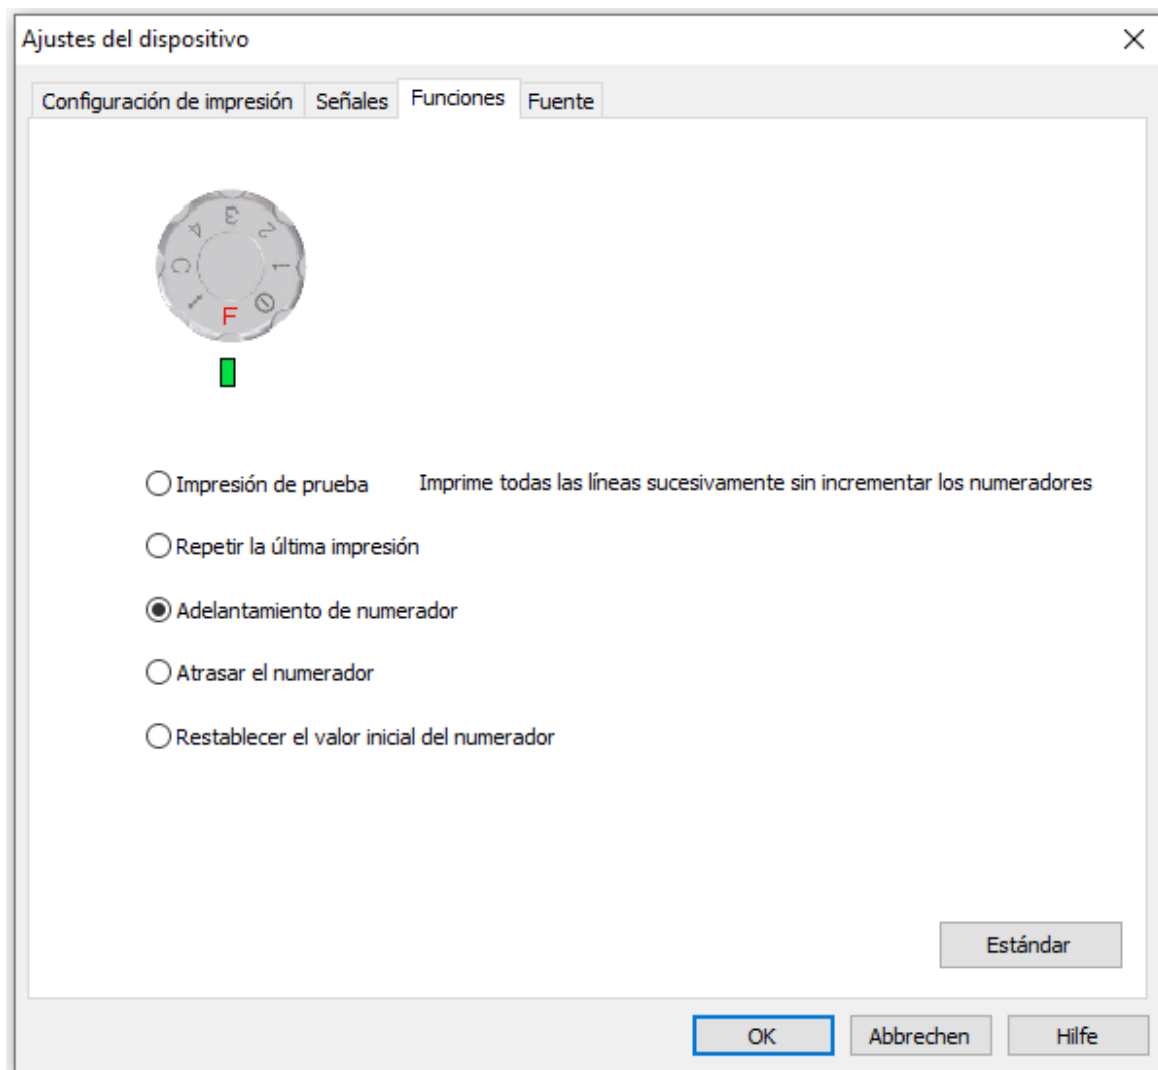 Ajustes del dispositivo
Configuración de impresión Señales Funciones Fuente
3
4 2
C 1
0
F
Impresión de prueba Imprime todas las líneas sucesivamente sin incrementar los numeradores
Repetir la última impresión
Adelantamiento de numerador
Atrasar el numerador
Restablecer el valor inicial del numerador
Estándar
OK Abbrechen Hilfe